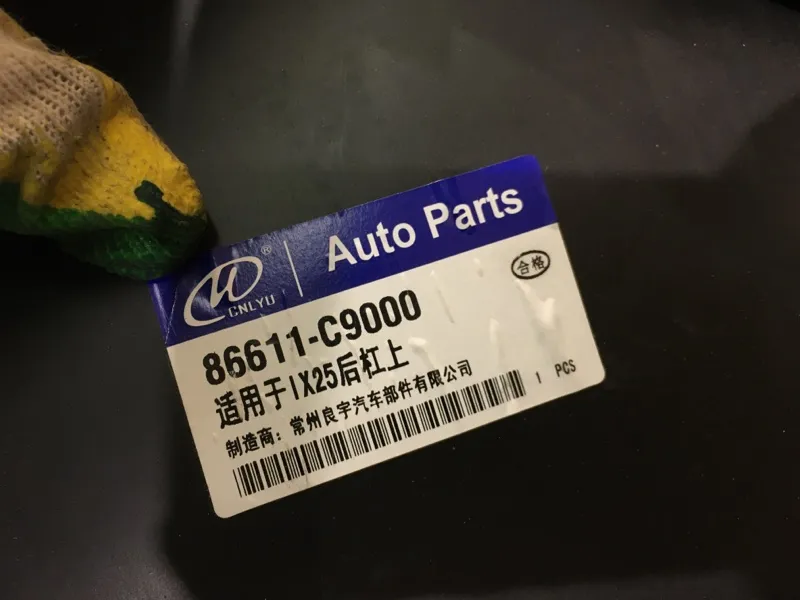 CNLYU ®
Auto Parts
合格
86611-C9000
适用于IX25后杠上
制造商：常州良宇汽车部件有限公司
1 PCS